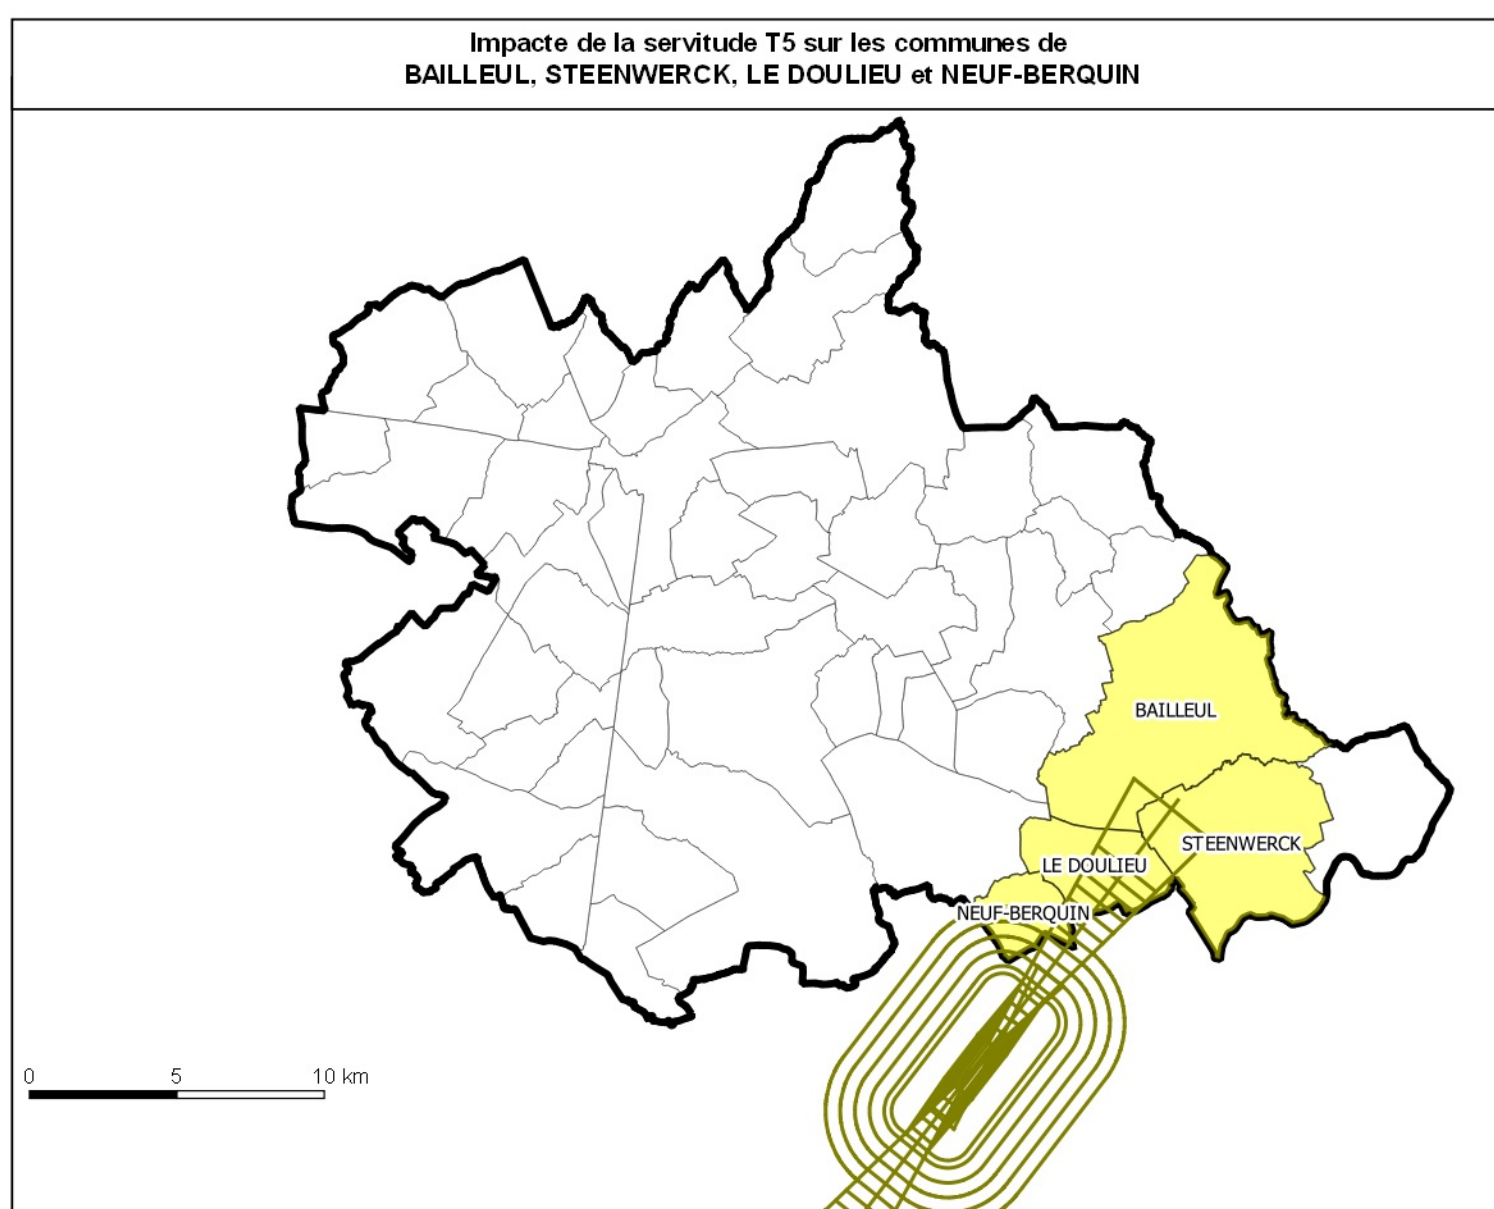 Impacte de la servitude T5 sur les communes de
BAILLEUL, STEENWERCK, LE DOULIEU et NEUF-BERQUIN
BAILLEUL
STEENWERCK
LE DOULIEU
NEUF-BERQUIN
0 5 10 km